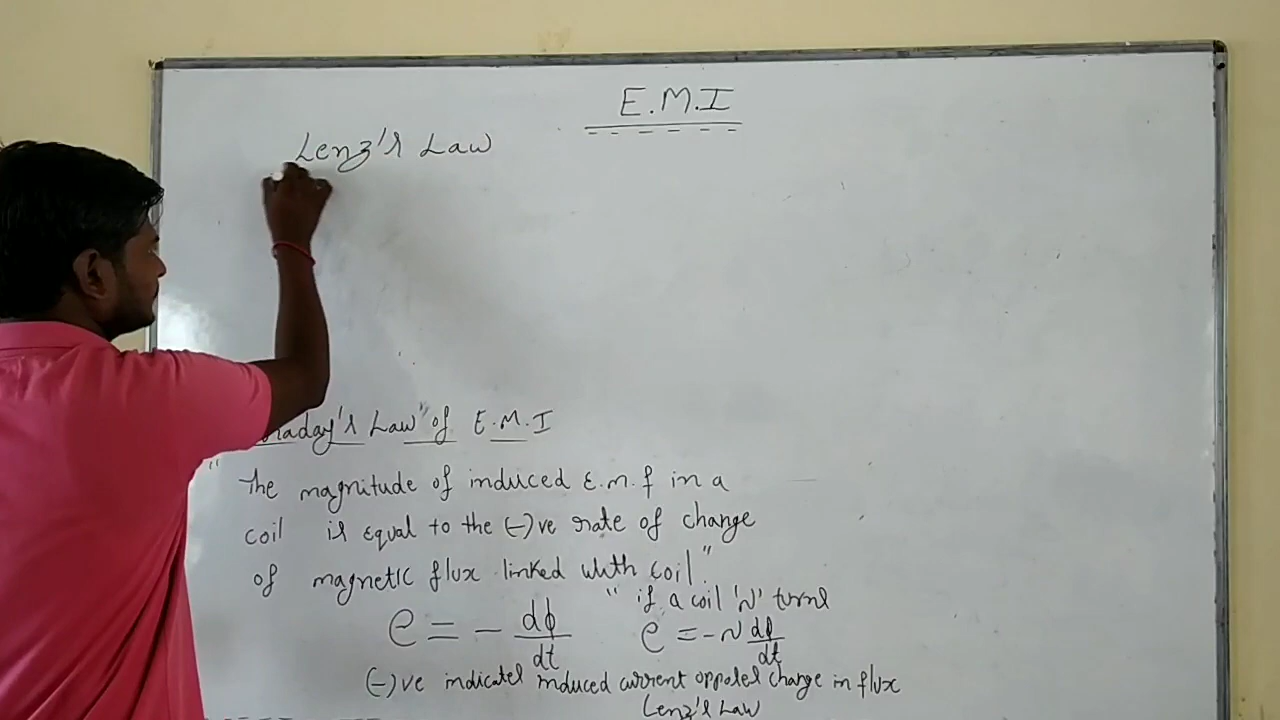 E.M.I
Lenz's Law
Law" of E.M.I
" The magnitude of induced E.m.f in a
coil is equal to the (-)ve rate of change
of magnetic flux linked with coil."
" if a coil 'N' turns
e = - dφ/dt e = -N dφ/dt
(-)ve indicates induced current opposes change in flux
Lenz's Law